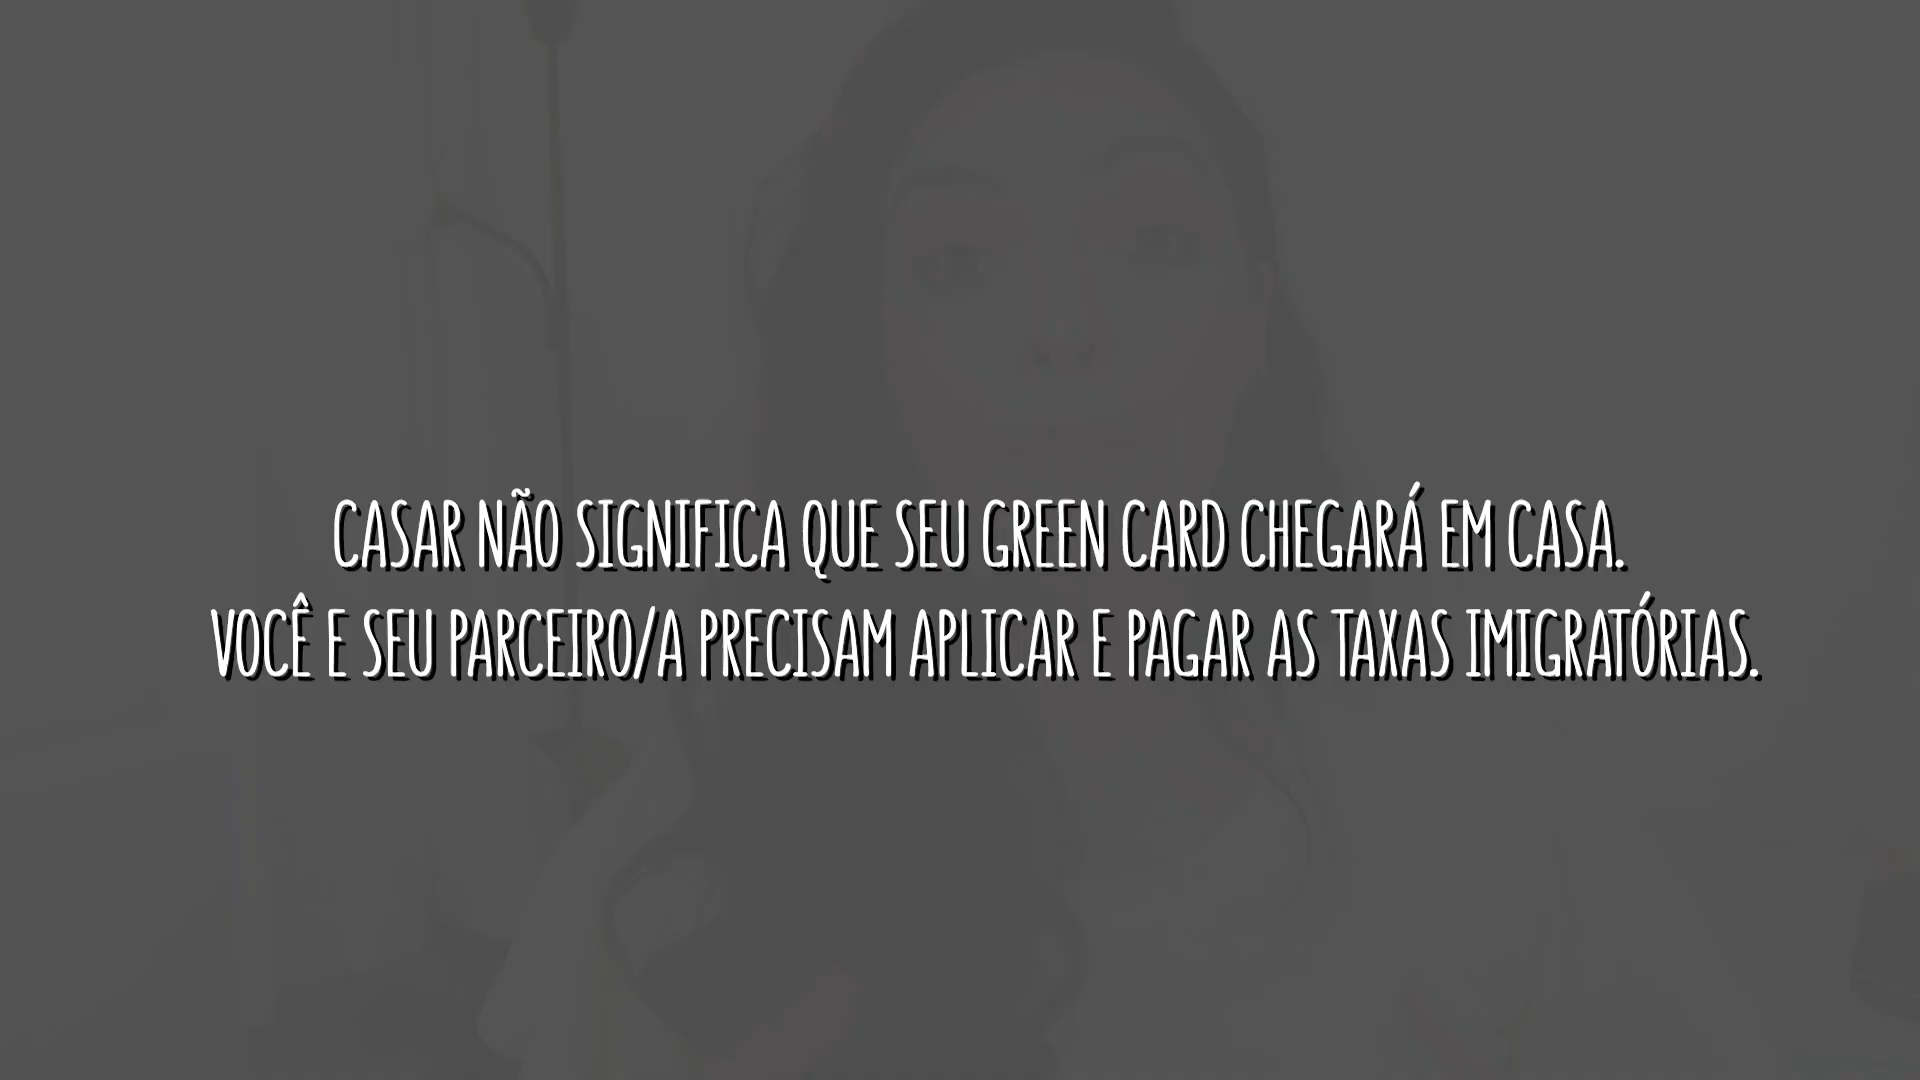 CASAR NÃO SIGNIFICA QUE SEU GREEN CARD CHEGARÁ EM CASA.
VOCÊ E SEU PARCEIRO/A PRECISAM APLICAR E PAGAR AS TAXAS IMIGRATÓRIAS.